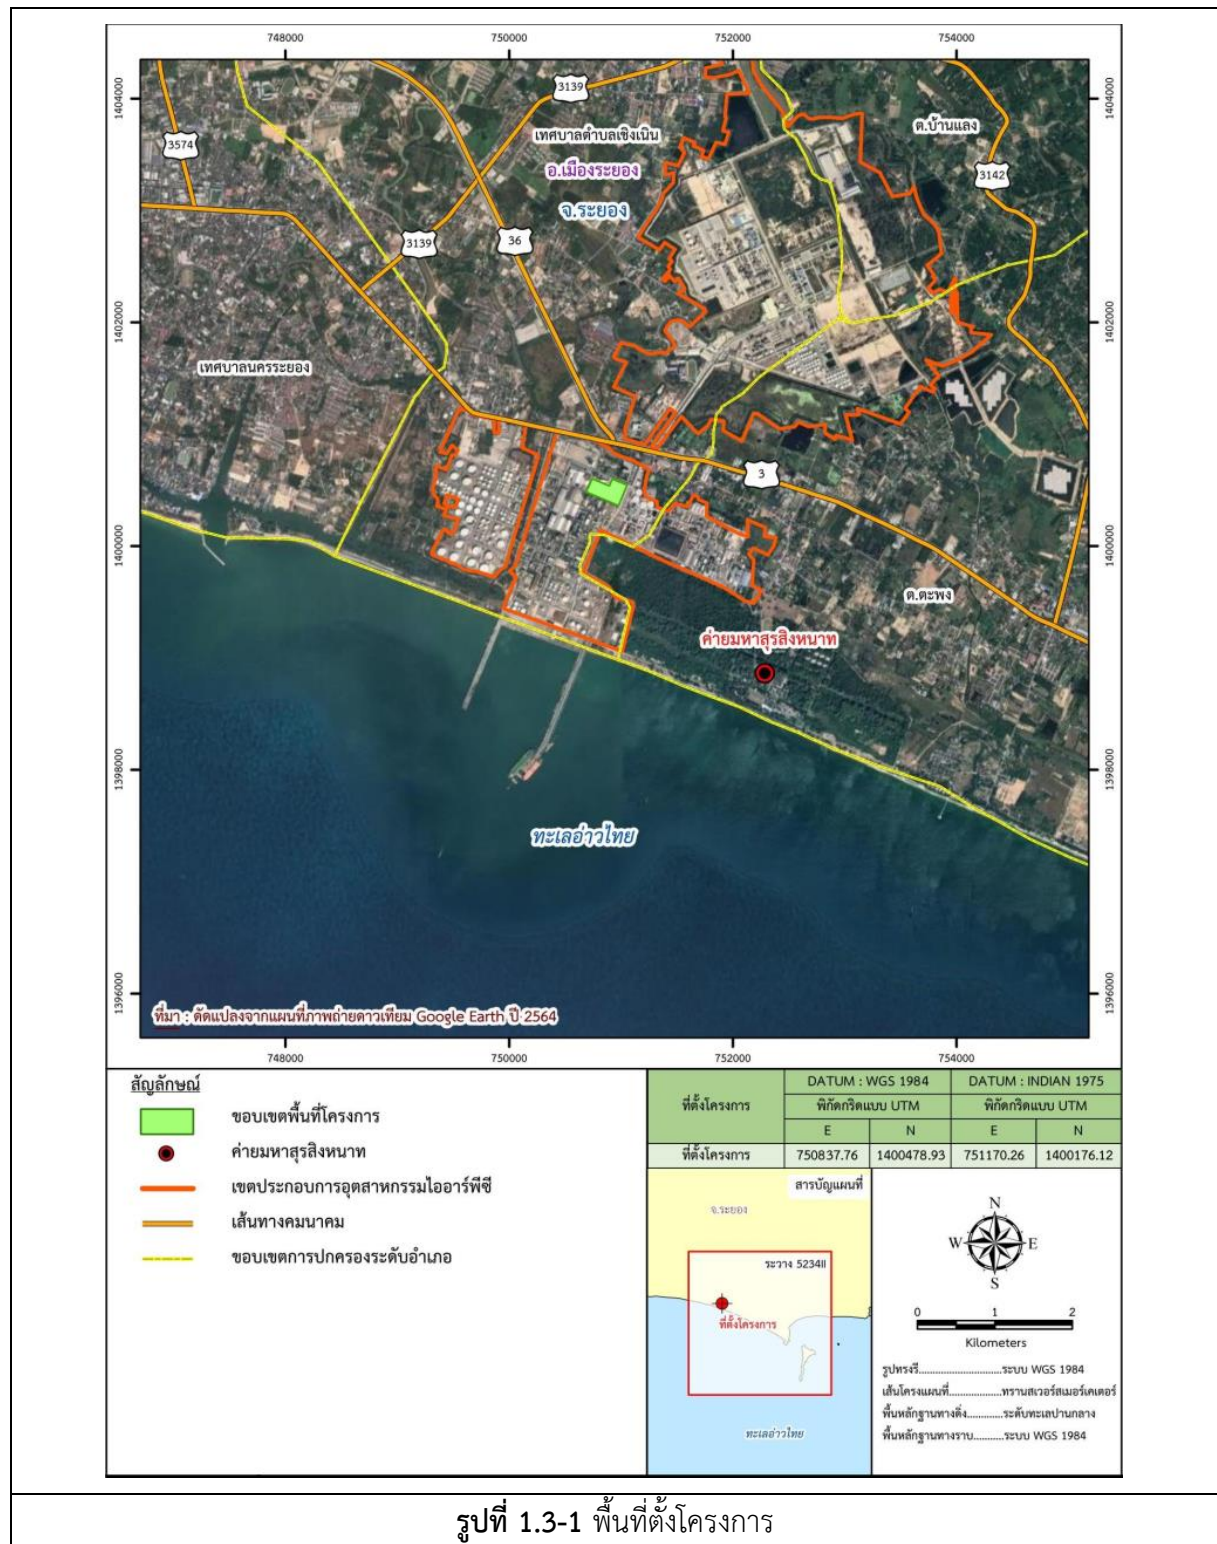 748000 750000 752000 754000
1404000 1404000
3139
เทศบาลตำบลเชิงเนิน
ต.บ้านแลง
3574
อ.เมืองระยอง
3142
จ.ระยอง
3139
36
1402000 1402000
เทศบาลนครระยอง
3
1400000 1400000
ต.ตะพง
ค่ายมหาสุรสิงหนาท
1398000 1398000
ทะเลอ่าวไทย
1396000 1396000
ที่มา : ดัดแปลงจากแผนที่ภาพถ่ายดาวเทียม Google Earth ปี 2564
748000 750000 752000 754000
สัญลักษณ์
ขอบเขตพื้นที่โครงการ
ค่ายมหาสุรสิงหนาท
เขตประกอบการอุตสาหกรรมไออาร์พีซี
เส้นทางคมนาคม
ขอบเขตการปกครองระดับอำเภอ
ที่ตั้งโครงการ
DATUM : WGS 1984 DATUM : INDIAN 1975
พิกัดกริดแบบ UTM พิกัดกริดแบบ UTM
E N E N
ที่ตั้งโครงการ 750837.76 1400478.93 751170.26 1400176.12
สารบัญแผนที่
จ.ระยอง
ระวาง 5234II
ที่ตั้งโครงการ
ทะเลอ่าวไทย
N
W E
S
0 1 2
Kilometers
รูปทรงรี..............................ระบบ WGS 1984
เส้นโครงแผนที่...................ทรานสเวอร์สเมอร์เคเตอร์
พื้นหลักฐานทางดิ่ง.............ระดับทะเลปานกลาง
พื้นหลักฐานทางราบ...........ระบบ WGS 1984
รูปที่ 1.3-1 พื้นที่ตั้งโครงการ